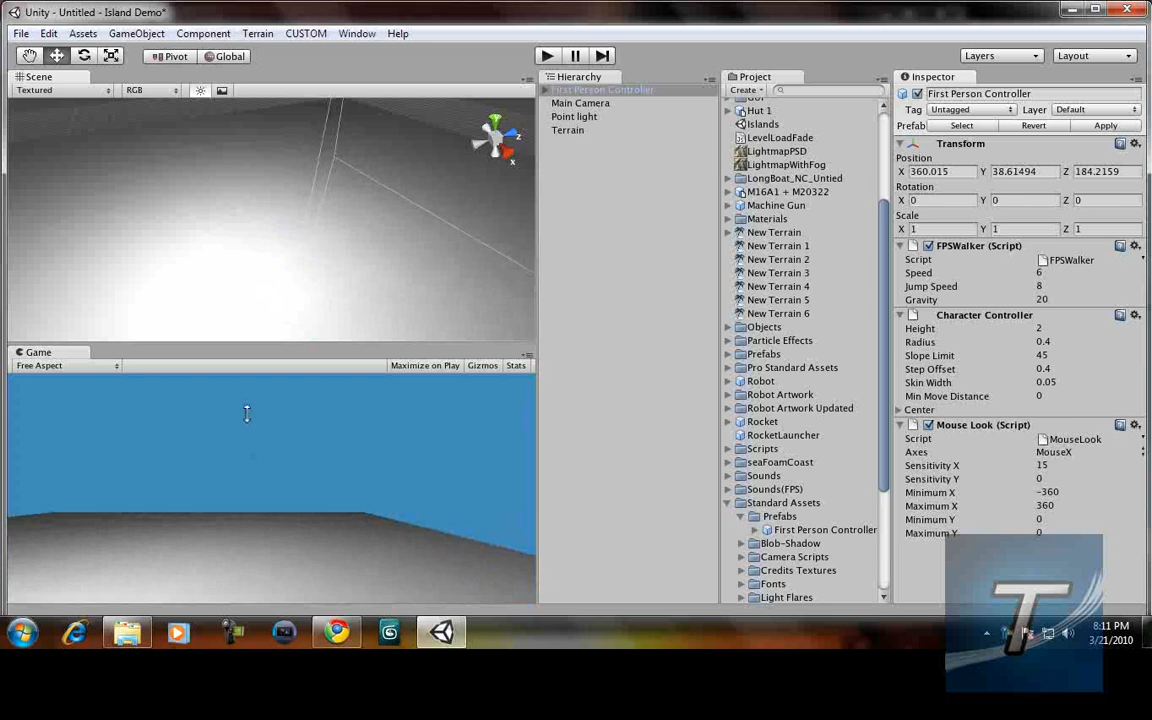 Unity - Untitled - Island Demo*
File Edit Assets GameObject Component Terrain CUSTOM Window Help
Pivot Global Layers Layout
Scene
Textured RGB
Game
Free Aspect Maximize on Play Gizmos Stats
Hierarchy
First Person Controller
Main Camera
Point light
Terrain
Project
Create
Hut 1
Islands
LevelLoadFade
LightmapPSD
LightmapWithFog
LongBoat_NC_Untied
M16A1 + M20322
Machine Gun
Materials
New Terrain
New Terrain 1
New Terrain 2
New Terrain 3
New Terrain 4
New Terrain 5
New Terrain 6
Objects
Particle Effects
Prefabs
Pro Standard Assets
Robot
Robot Artwork
Robot Artwork Updated
Rocket
RocketLauncher
Scripts
seaFoamCoast
Sounds
Sounds(FPS)
Standard Assets
Prefabs
First Person Controller
Blob-Shadow
Camera Scripts
Credits Textures
Fonts
Light Flares
Inspector
First Person Controller
Tag Untagged Layer Default
Prefab Select Revert Apply
Transform
Position
X 360.015 Y 38.61494 Z 184.2159
Rotation
X 0 Y 0 Z 0
Scale
X 1 Y 1 Z 1
FPSWalker (Script)
Script FPSWalker
Speed 6
Jump Speed 8
Gravity 20
Character Controller
Height 2
Radius 0.4
Slope Limit 45
Step Offset 0.4
Skin Width 0.05
Min Move Distance 0
Center
Mouse Look (Script)
Script MouseLook
Axes MouseX
Sensitivity X 15
Sensitivity Y 0
Minimum X -360
Maximum X 360
Minimum Y 0
Maximum Y 0
x
z
T
8:11 PM
3/21/2010